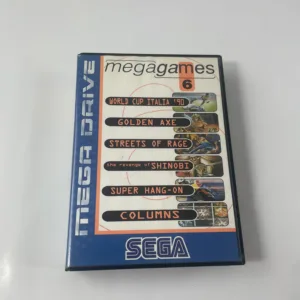 MEGA DRIVE
megagames
6
WORLD CUP ITALIA '90
GOLDEN AXE
STREETS OF RAGE
the revenge of SHINOBI
SUPER HANG-ON
COLUMNS
SEGA